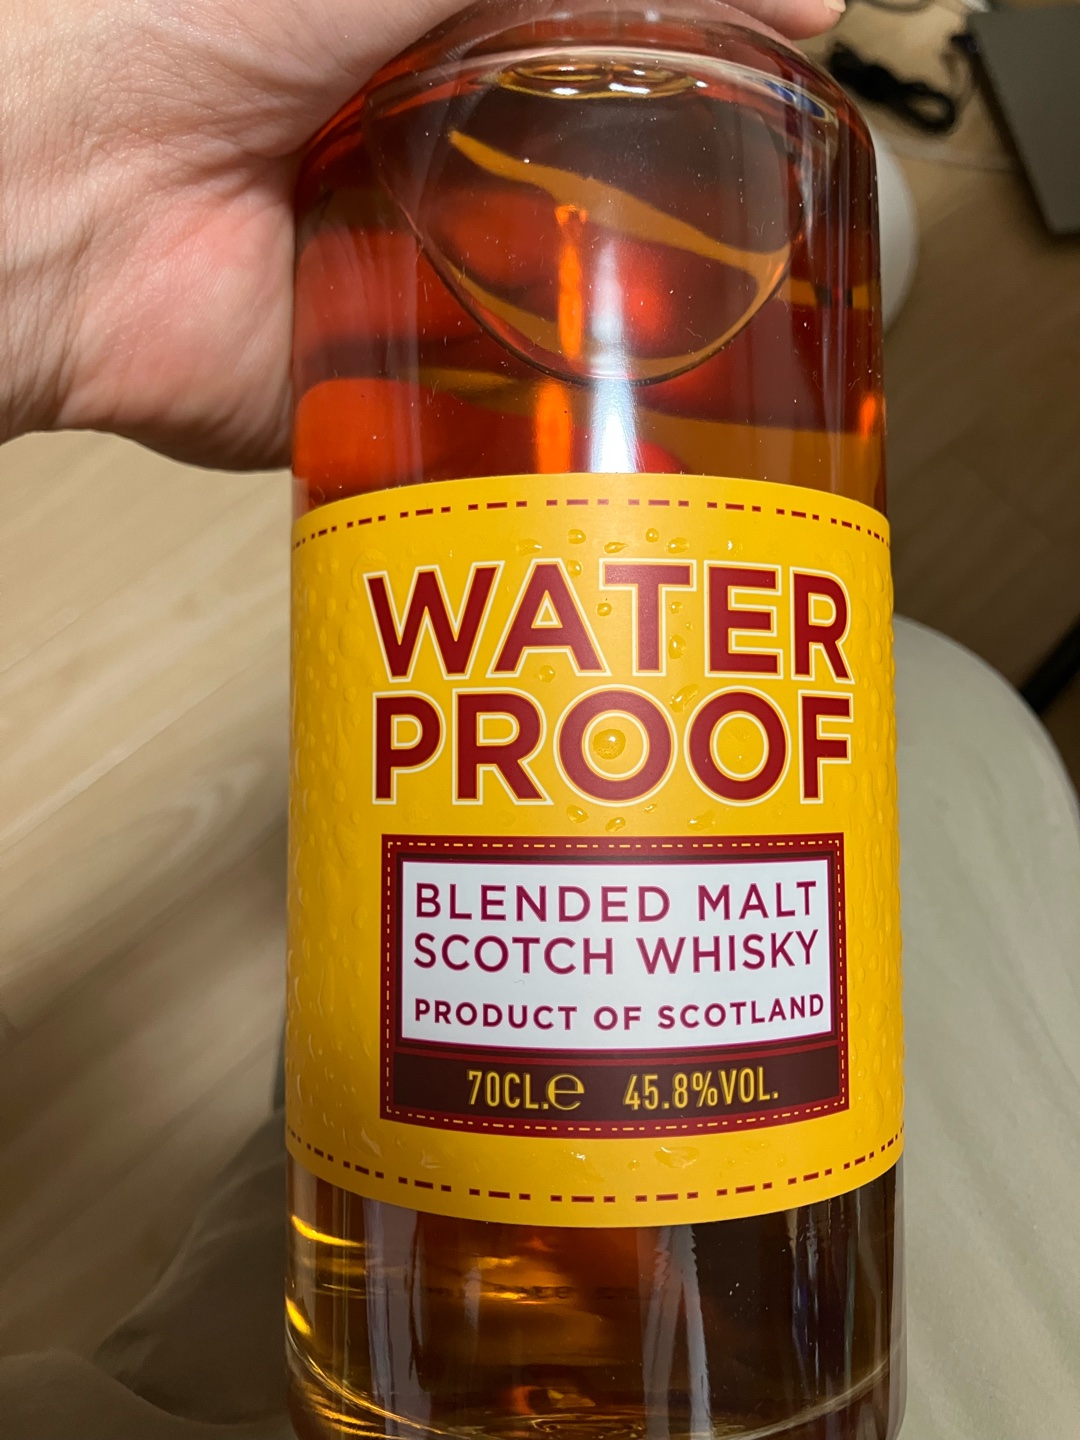 WATER
PROOF
BLENDED MALT
SCOTCH WHISKY
PRODUCT OF SCOTLAND
70CL.℮ 45.8%VOL.